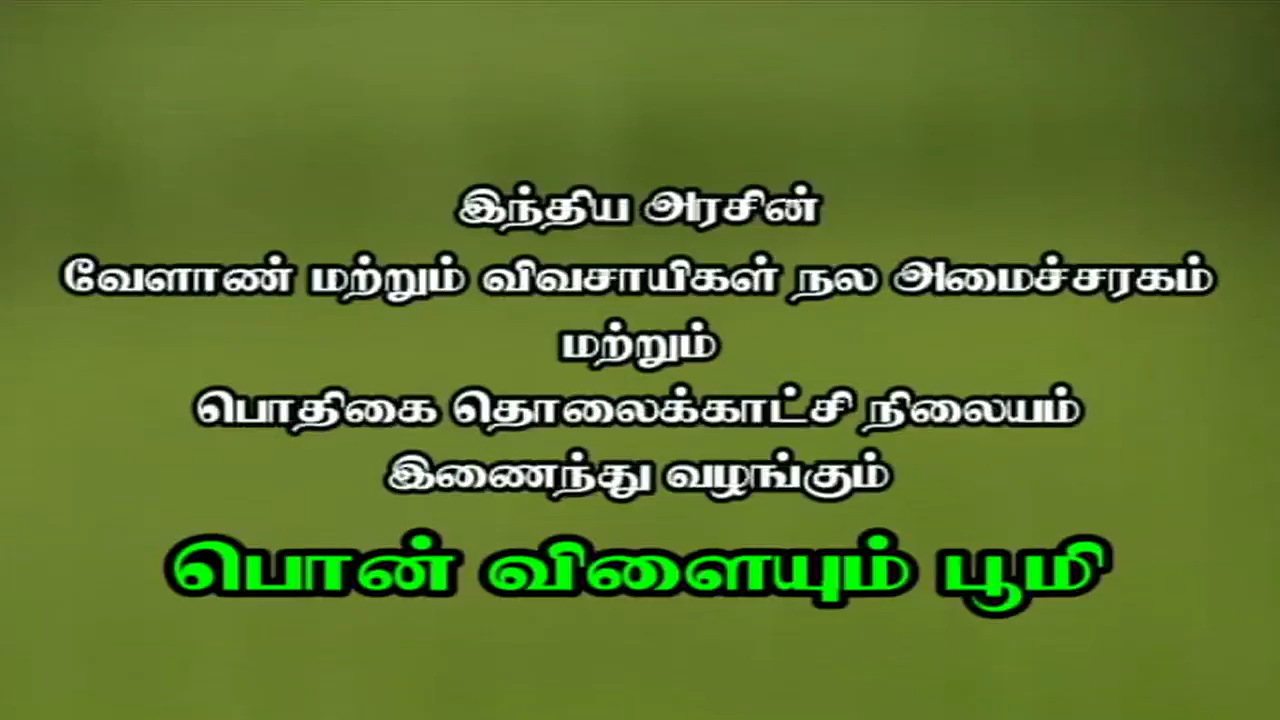 இந்திய அரசின்
வேளாண் மற்றும் விவசாயிகள் நல அமைச்சரகம்
மற்றும்
பொதிகை தொலைக்காட்சி நிலையம்
இணைந்து வழங்கும்
பொன் விளையும் பூமி